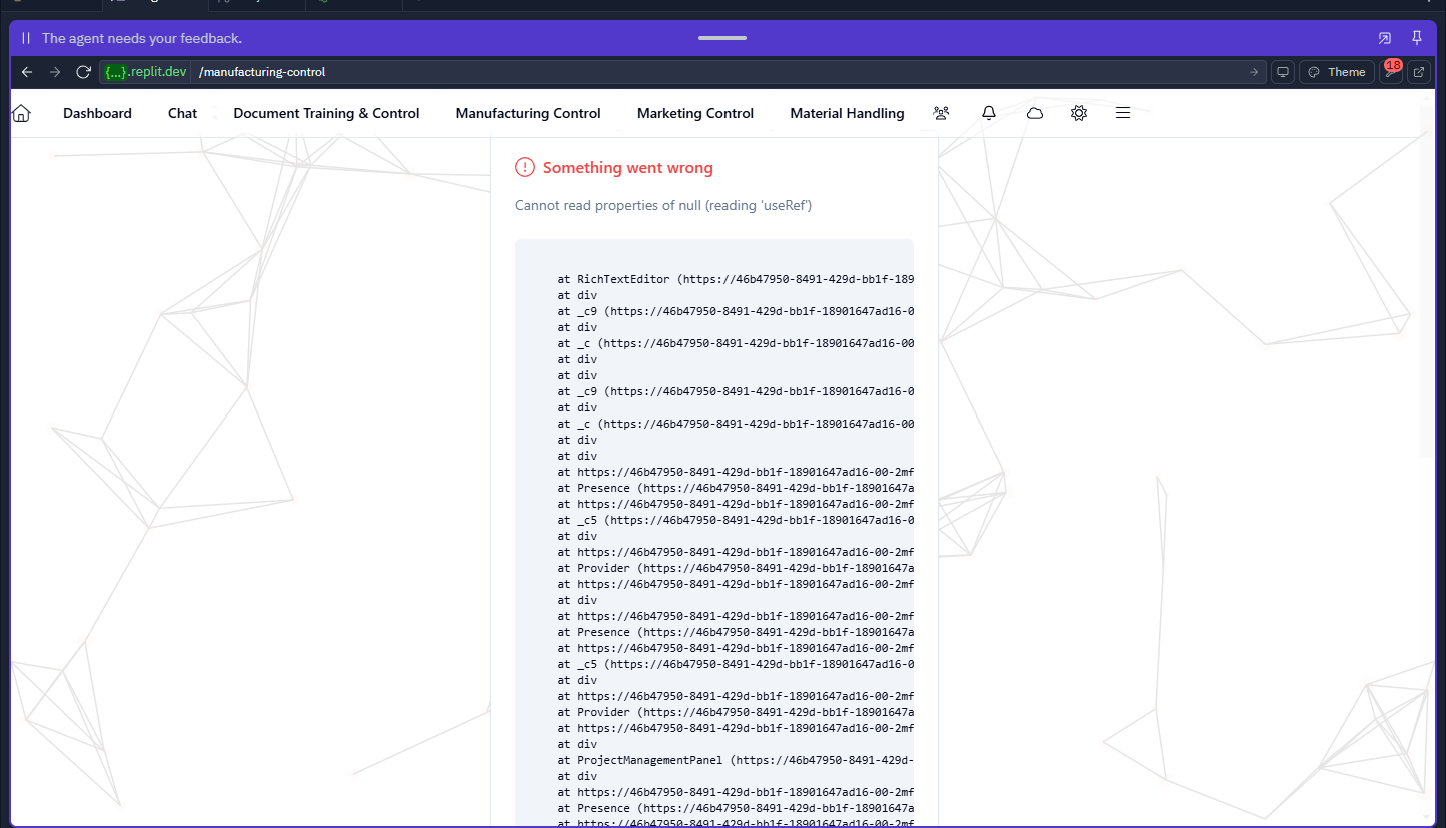 The agent needs your feedback.
{...}.replit.dev /manufacturing-control
Theme
18
Dashboard Chat Document Training & Control Manufacturing Control Marketing Control Material Handling
Something went wrong
Cannot read properties of null (reading 'useRef')
at RichTextEditor (https://46b47950-8491-429d-bb1f-189
at div
at _c9 (https://46b47950-8491-429d-bb1f-18901647ad16-0
at div
at _c (https://46b47950-8491-429d-bb1f-18901647ad16-00
at div
at div
at _c9 (https://46b47950-8491-429d-bb1f-18901647ad16-0
at div
at _c (https://46b47950-8491-429d-bb1f-18901647ad16-00
at div
at div
at https://46b47950-8491-429d-bb1f-18901647ad16-00-2mf
at Presence (https://46b47950-8491-429d-bb1f-18901647a
at https://46b47950-8491-429d-bb1f-18901647ad16-00-2mf
at _c5 (https://46b47950-8491-429d-bb1f-18901647ad16-0
at div
at https://46b47950-8491-429d-bb1f-18901647ad16-00-2mf
at Provider (https://46b47950-8491-429d-bb1f-18901647a
at https://46b47950-8491-429d-bb1f-18901647ad16-00-2mf
at div
at https://46b47950-8491-429d-bb1f-18901647ad16-00-2mf
at Presence (https://46b47950-8491-429d-bb1f-18901647a
at https://46b47950-8491-429d-bb1f-18901647ad16-00-2mf
at _c5 (https://46b47950-8491-429d-bb1f-18901647ad16-0
at div
at https://46b47950-8491-429d-bb1f-18901647ad16-00-2mf
at Provider (https://46b47950-8491-429d-bb1f-18901647a
at https://46b47950-8491-429d-bb1f-18901647ad16-00-2mf
at div
at ProjectManagementPanel (https://46b47950-8491-429d-
at div
at https://46b47950-8491-429d-bb1f-18901647ad16-00-2mf
at Presence (https://46b47950-8491-429d-bb1f-18901647a
at https://46b47950-8491-429d-bb1f-18901647ad16-00-2mf